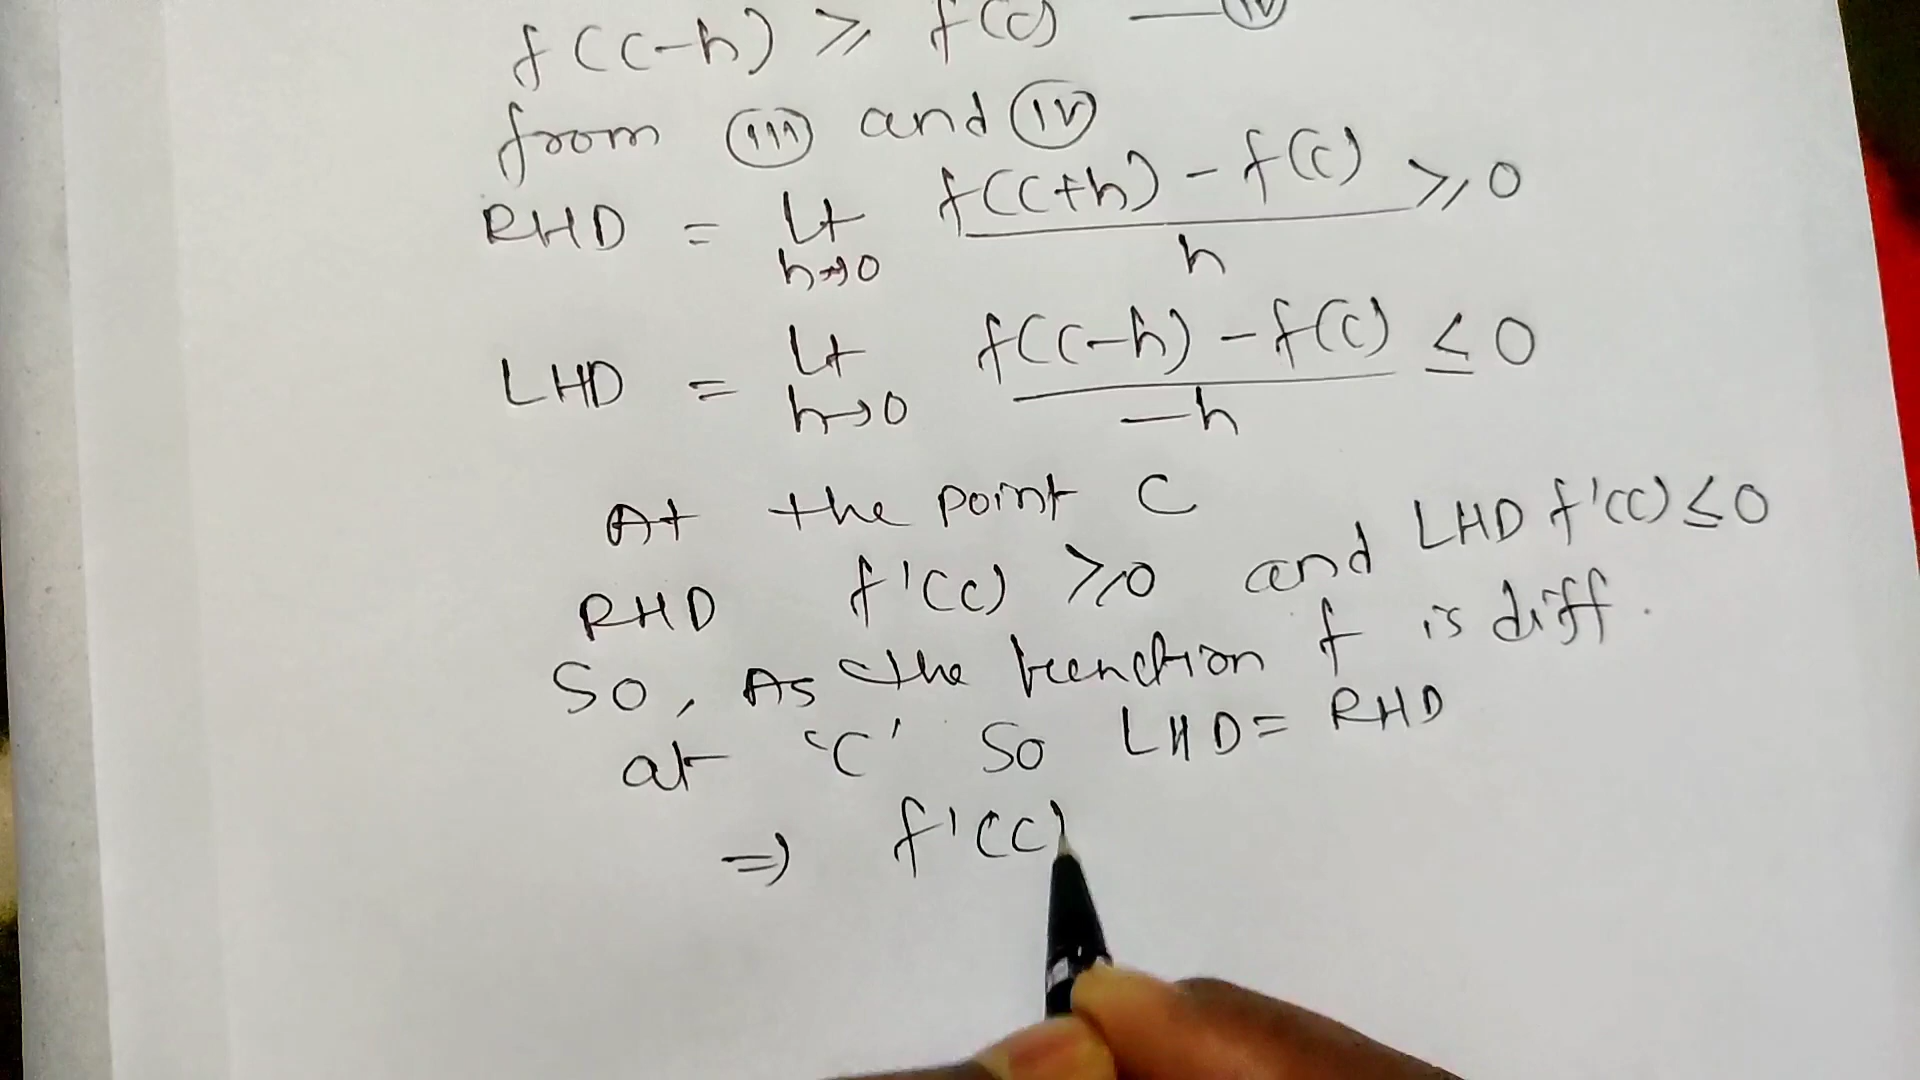 f(c-h) ≥ f(c) — (iv)
from (iii) and (iv)
RHD = Lt h→0 f(c+h) - f(c) / h ≥ 0
LHD = Lt h→0 f(c-h) - f(c) / -h ≤ 0
At the point C
RHD f'(c) ≥ 0 and LHD f'(c) ≤ 0
So, As the function f is diff.
at 'C' So LHD = RHD
⇒ f'(c)